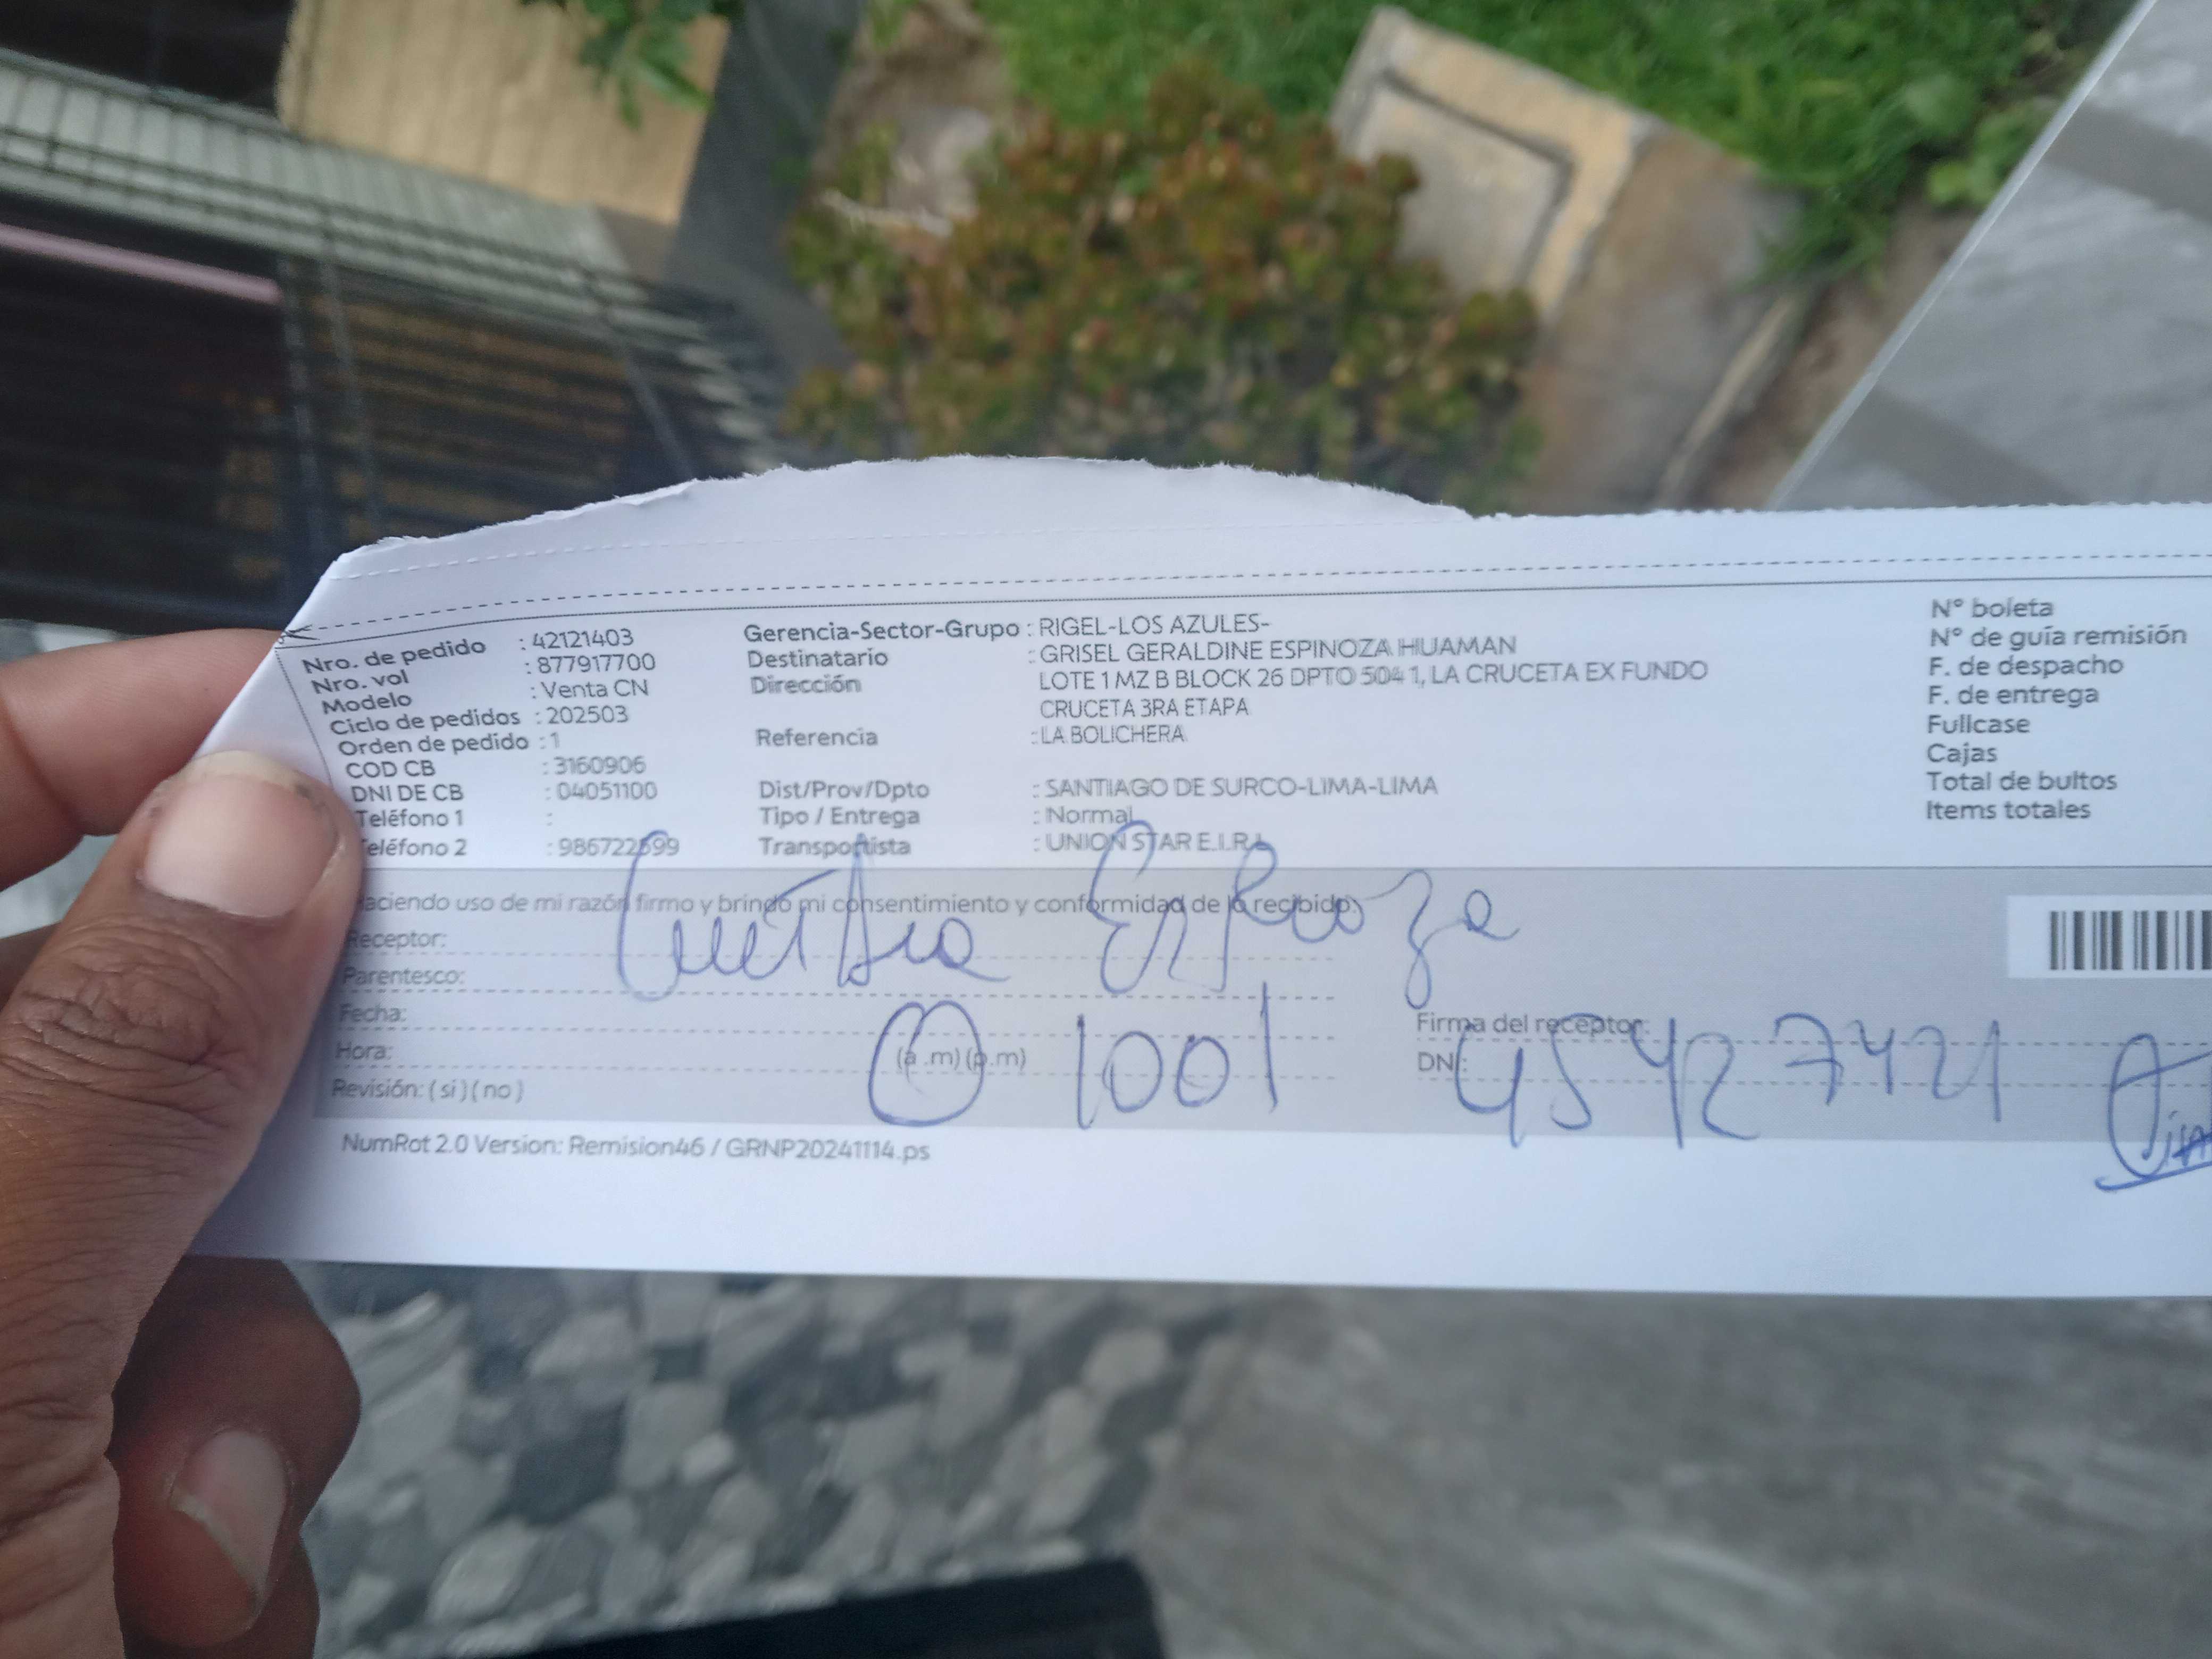 Nro. de pedido : 42121403
Nro. vol : 877917700
Modelo : Venta CN
Ciclo de pedidos : 202503
Orden de pedido : 1
COD CB : 3160906
DNI DE CB : 04051100
Teléfono 1 :
eléfono 2 : 986722699
Gerencia-Sector-Grupo : RIGEL-LOS AZULES-
Destinatario : GRISEL GERALDINE ESPINOZA HUAMAN
Dirección LOTE 1 MZ B BLOCK 26 DPTO 504 1, LA CRUCETA EX FUNDO
CRUCETA 3RA ETAPA
Referencia : LA BOLICHERA
Dist/Prov/Dpto : SANTIAGO DE SURCO-LIMA-LIMA
Tipo / Entrega : Normal
Transportista : UNION STAR E.I.R.L
N° boleta
N° de guía remisión
F. de despacho
F. de entrega
Fullcase
Cajas
Total de bultos
Items totales
aciendo uso de mi razón firmo y brindo mi consentimiento y conformidad de lo recibido.
Receptor:
Parentesco:
Fecha:
Hora: (a .m) (p.m) 1001
Revisión: ( si ) ( no )
Firma del receptor:
DNI: 45427421
NumRot 2.0 Version: Remision46 / GRNP20241114.ps